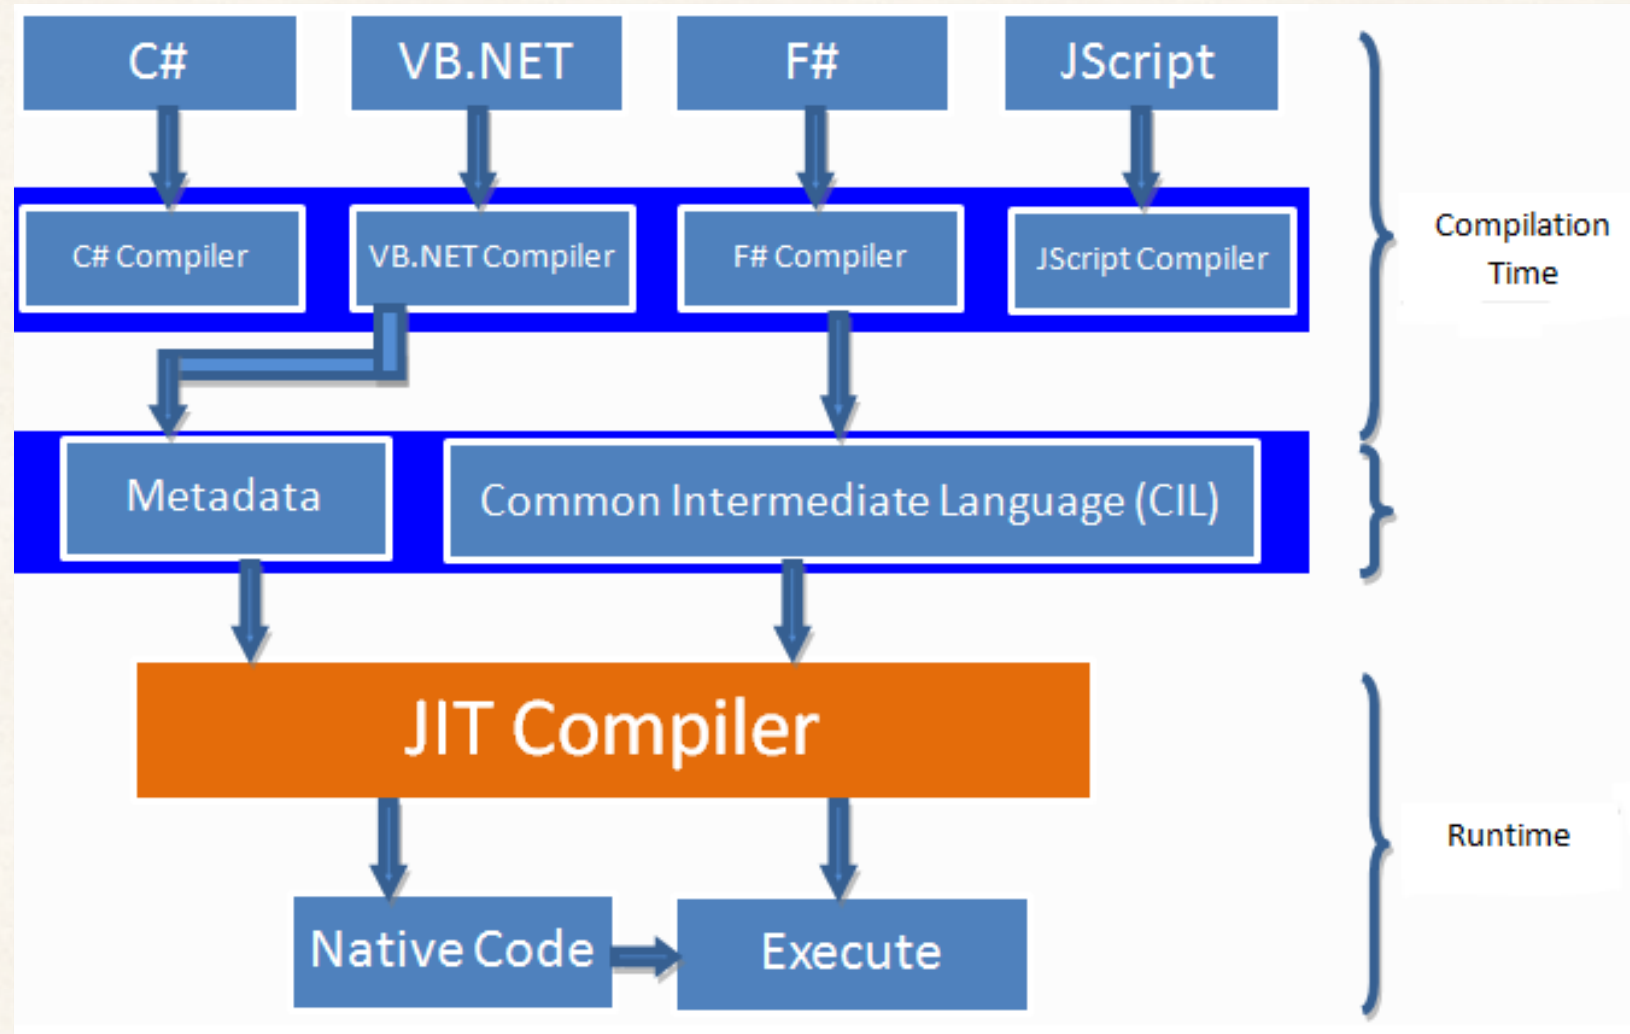 C#
VB.NET
F#
JScript
C# Compiler
VB.NET Compiler
F# Compiler
JScript Compiler
Compilation
Time
Metadata
Common Intermediate Language (CIL)
JIT Compiler
Runtime
Native Code
Execute